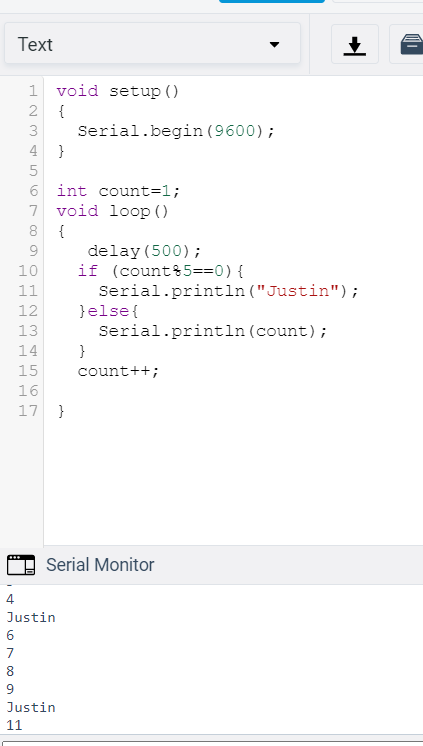 Text
1 void setup()
2 {
3   Serial.begin(9600);
4 }
5
6 int count=1;
7 void loop()
8 {
9    delay(500);
10   if (count%5==0){
11     Serial.println("Justin");
12   }else{
13     Serial.println(count);
14   }
15   count++;
16
17 }
Serial Monitor
4
Justin
6
7
8
9
Justin
11